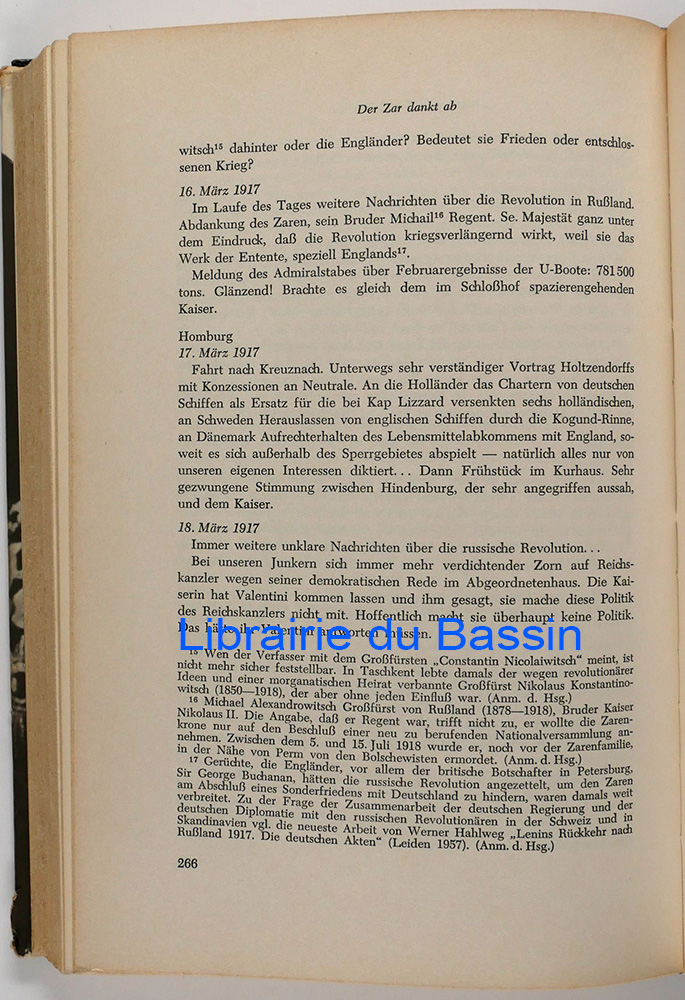 Der Zar dankt ab
witsch¹⁵ dahinter oder die Engländer? Bedeutet sie Frieden oder entschlos-
senen Krieg?
16. März 1917
Im Laufe des Tages weitere Nachrichten über die Revolution in Rußland.
Abdankung des Zaren, sein Bruder Michail¹⁶ Regent. Se. Majestät ganz unter
dem Eindruck, daß die Revolution kriegsverlängernd wirkt, weil sie das
Werk der Entente, speziell Englands¹⁷.
Meldung des Admiralstabes über Februarergebnisse der U-Boote: 781500
tons. Glänzend! Brachte es gleich dem im Schloßhof spazierengehenden
Kaiser.
Homburg
17. März 1917
Fahrt nach Kreuznach. Unterwegs sehr verständiger Vortrag Holtzendorffs
mit Konzessionen an Neutrale. An die Holländer das Chartern von deutschen
Schiffen als Ersatz für die bei Kap Lizzard versenkten sechs holländischen,
an Schweden Herauslassen von englischen Schiffen durch die Kogund-Rinne,
an Dänemark Aufrechterhalten des Lebensmittelabkommens mit England, so-
weit es sich außerhalb des Sperrgebietes abspielt — natürlich alles nur von
unseren eigenen Interessen diktiert... Dann Frühstück im Kurhaus. Sehr
gezwungene Stimmung zwischen Hindenburg, der sehr angegriffen aussah,
und dem Kaiser.
18. März 1917
Immer weitere unklare Nachrichten über die russische Revolution...
Bei unseren Junkern sich immer mehr verdichtender Zorn auf Reichs-
kanzler wegen seiner demokratischen Rede im Abgeordnetenhaus. Die Kai-
serin hat Valentini kommen lassen und ihm gesagt, sie mache diese Politik
des Reichskanzlers nicht mit. Hoffentlich macht sie überhaupt keine Politik.
Das hätte ihr Valentini antworten müssen.
Librairie du Bassin
¹⁵ Wen der Verfasser mit dem Großfürsten „Constantin Nicolaiwitsch“ meint, ist
nicht mehr sicher feststellbar. In Taschkent lebte damals der wegen revolutionärer
Ideen und einer morganatischen Heirat verbannte Großfürst Nikolaus Konstantino-
witsch (1850—1918), der aber ohne jeden Einfluß war. (Anm. d. Hsg.)
¹⁶ Michael Alexandrowitsch Großfürst von Rußland (1878—1918), Bruder Kaiser
Nikolaus II. Die Angabe, daß er Regent war, trifft nicht zu, er wollte die Zaren-
krone nur auf den Beschluß einer neu zu berufenden Nationalversammlung an-
nehmen. Zwischen dem 5. und 15. Juli 1918 wurde er, noch vor der Zarenfamilie,
in der Nähe von Perm von den Bolschewisten ermordet. (Anm. d. Hsg.)
¹⁷ Gerüchte, die Engländer, vor allem der britische Botschafter in Petersburg,
Sir George Buchanan, hätten die russische Revolution angezettelt, um den Zaren
am Abschluß eines Sonderfriedens mit Deutschland zu hindern, waren damals weit
verbreitet. Zu der Frage der Zusammenarbeit der deutschen Regierung und der
deutschen Diplomatie mit den russischen Revolutionären in der Schweiz und in
Skandinavien vgl. die neueste Arbeit von Werner Hahlweg „Lenins Rückkehr nach
Rußland 1917. Die deutschen Akten“ (Leiden 1957). (Anm. d. Hsg.)
266